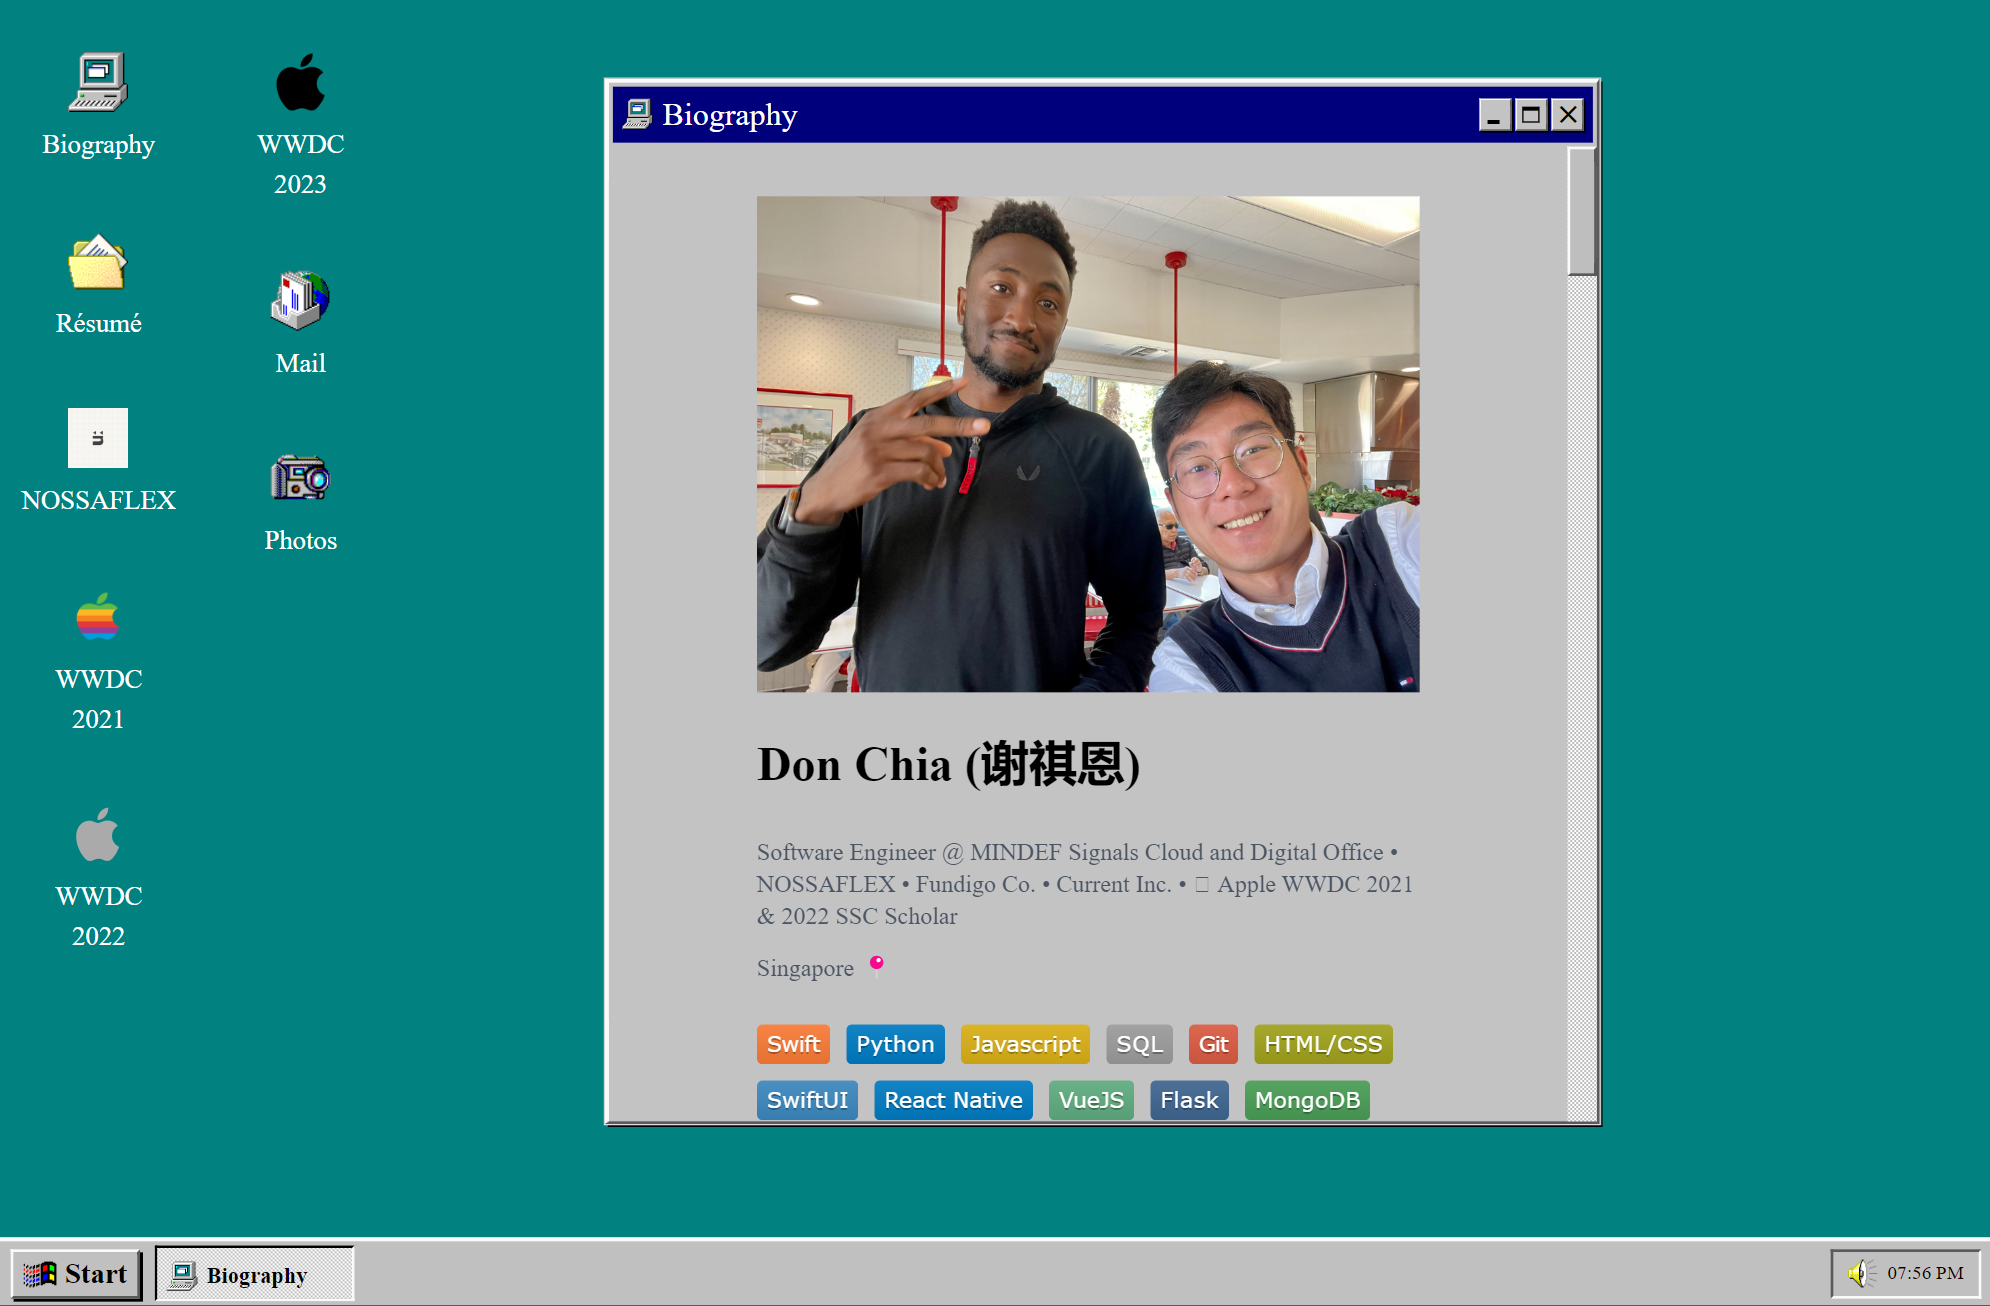 Biography
WWDC
2023
Résumé
Mail
NOSSAFLEX
Photos
WWDC
2021
WWDC
2022
Biography
Don Chia (谢祺恩)
Software Engineer @ MINDEF Signals Cloud and Digital Office •
NOSSAFLEX • Fundigo Co. • Current Inc. • Apple WWDC 2021
& 2022 SSC Scholar
Singapore
Swift Python Javascript SQL Git HTML/CSS
SwiftUI React Native VueJS Flask MongoDB
Start Biography 07:56 PM